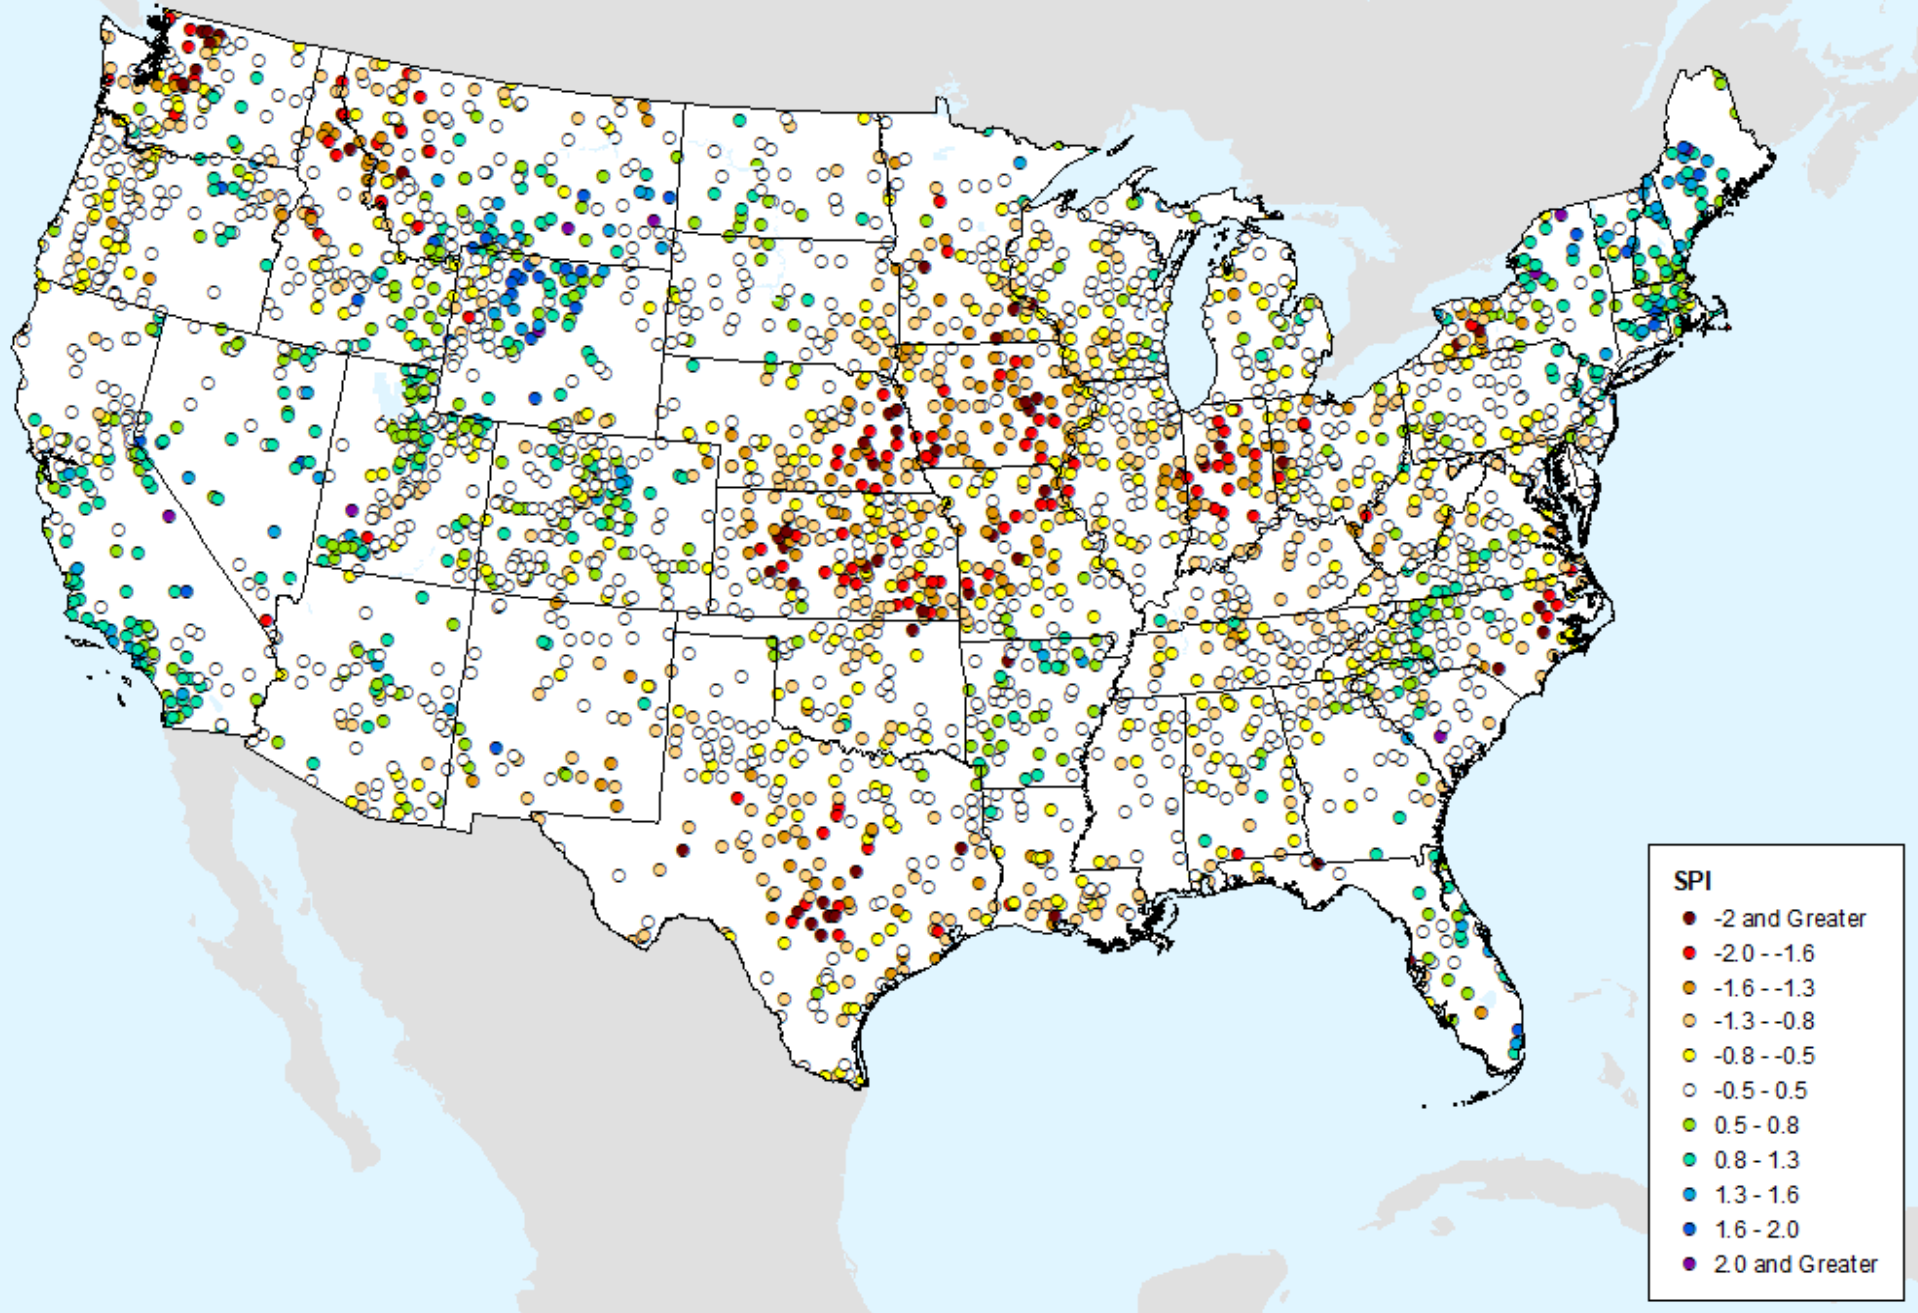 SPI
-2 and Greater
-2.0 - -1.6
-1.6 - -1.3
-1.3 - -0.8
-0.8 - -0.5
-0.5 - 0.5
0.5 - 0.8
0.8 - 1.3
1.3 - 1.6
1.6 - 2.0
2.0 and Greater